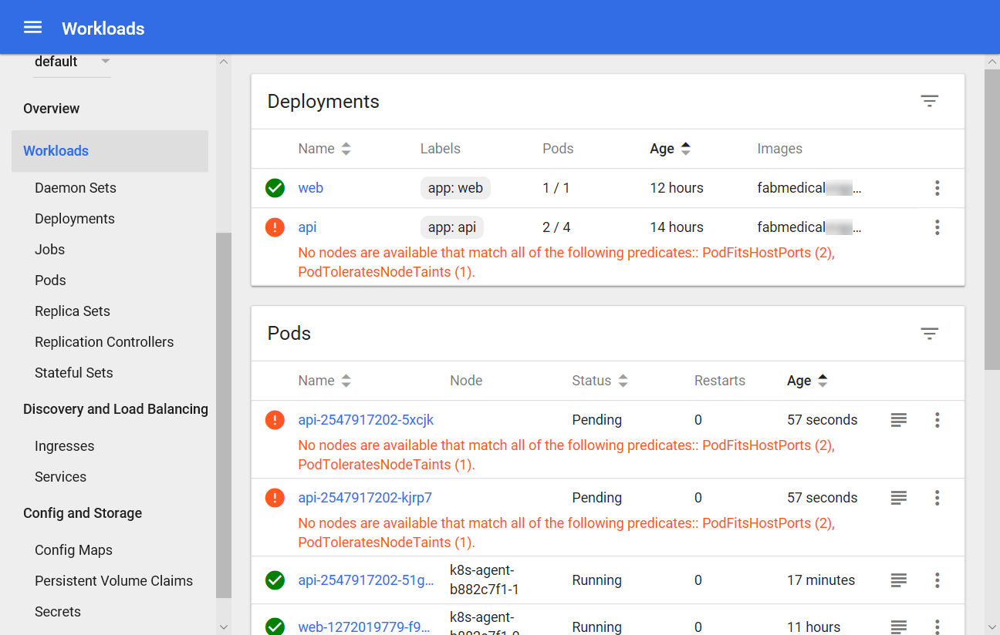 Workloads
default
Overview
Workloads
Daemon Sets
Deployments
Jobs
Pods
Replica Sets
Replication Controllers
Stateful Sets
Discovery and Load Balancing
Ingresses
Services
Config and Storage
Config Maps
Persistent Volume Claims
Secrets
Deployments
Name Labels Pods Age Images
web app: web 1 / 1 12 hours fabmedical ...
api app: api 2 / 4 14 hours fabmedical ...
No nodes are available that match all of the following predicates:: PodFitsHostPorts (2),
PodToleratesNodeTaints (1).
Pods
Name Node Status Restarts Age
api-2547917202-5xcjk Pending 0 57 seconds
No nodes are available that match all of the following predicates:: PodFitsHostPorts (2),
PodToleratesNodeTaints (1).
api-2547917202-kjrp7 Pending 0 57 seconds
No nodes are available that match all of the following predicates:: PodFitsHostPorts (2),
PodToleratesNodeTaints (1).
api-2547917202-51g... k8s-agent-
b882c7f1-1 Running 0 17 minutes
web-1272019779-f9... k8s-agent-
b882c7f1-0 Running 0 11 hours